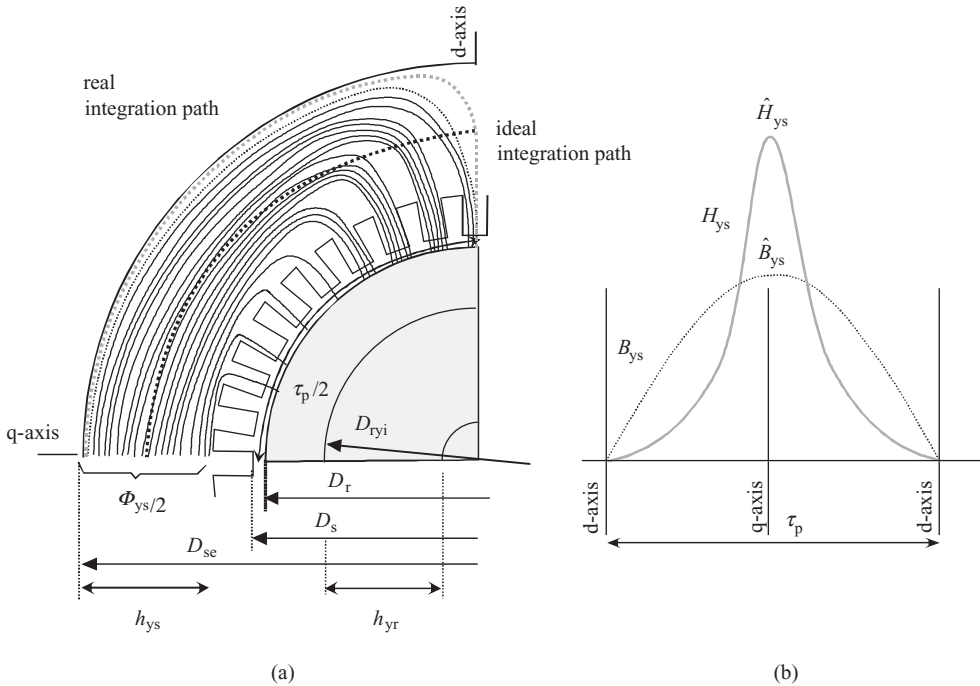 d-axis
real
integration path
ideal
integration path
τp/2
Dryi
q-axis
Φys/2
Dr
Ds
Dse
hys
hyr
(a)
Ĥys
Hys
B̂ys
Bys
d-axis
q-axis
τp
d-axis
(b)